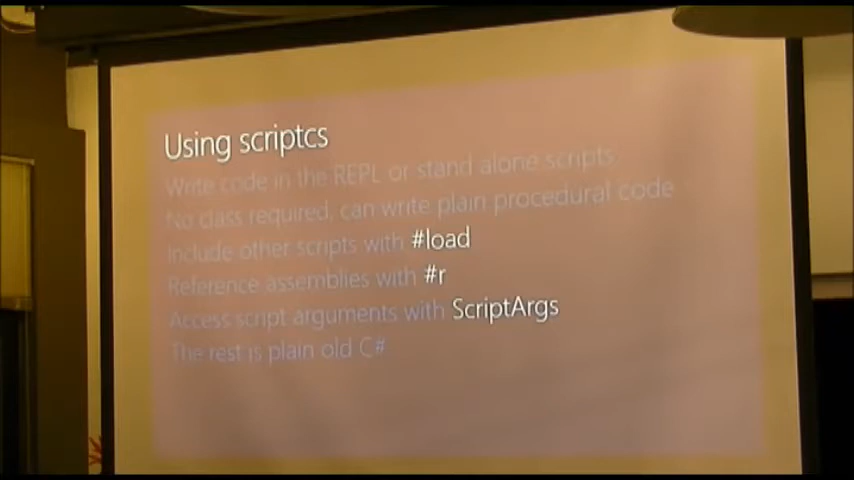 Using scriptcs
Write code in the REPL or stand alone scripts
No class required, can write plain procedural code
Include other scripts with #load
Reference assemblies with #r
Access script arguments with ScriptArgs
The rest is plain old C#